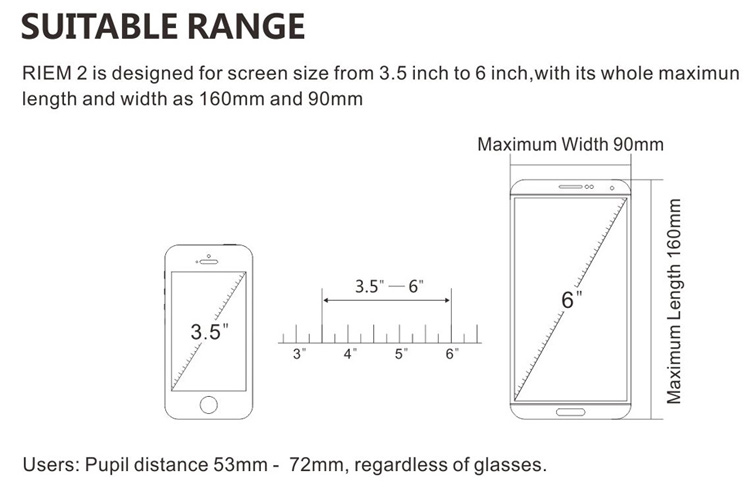 SUITABLE RANGE
RIEM 2 is designed for screen size from 3.5 inch to 6 inch,with its whole maximun
length and width as 160mm and 90mm
Maximum Width 90mm
3.5" — 6"
3.5"
6"
Maximum Length 160mm
3" 4" 5" 6"
Users: Pupil distance 53mm - 72mm, regardless of glasses.